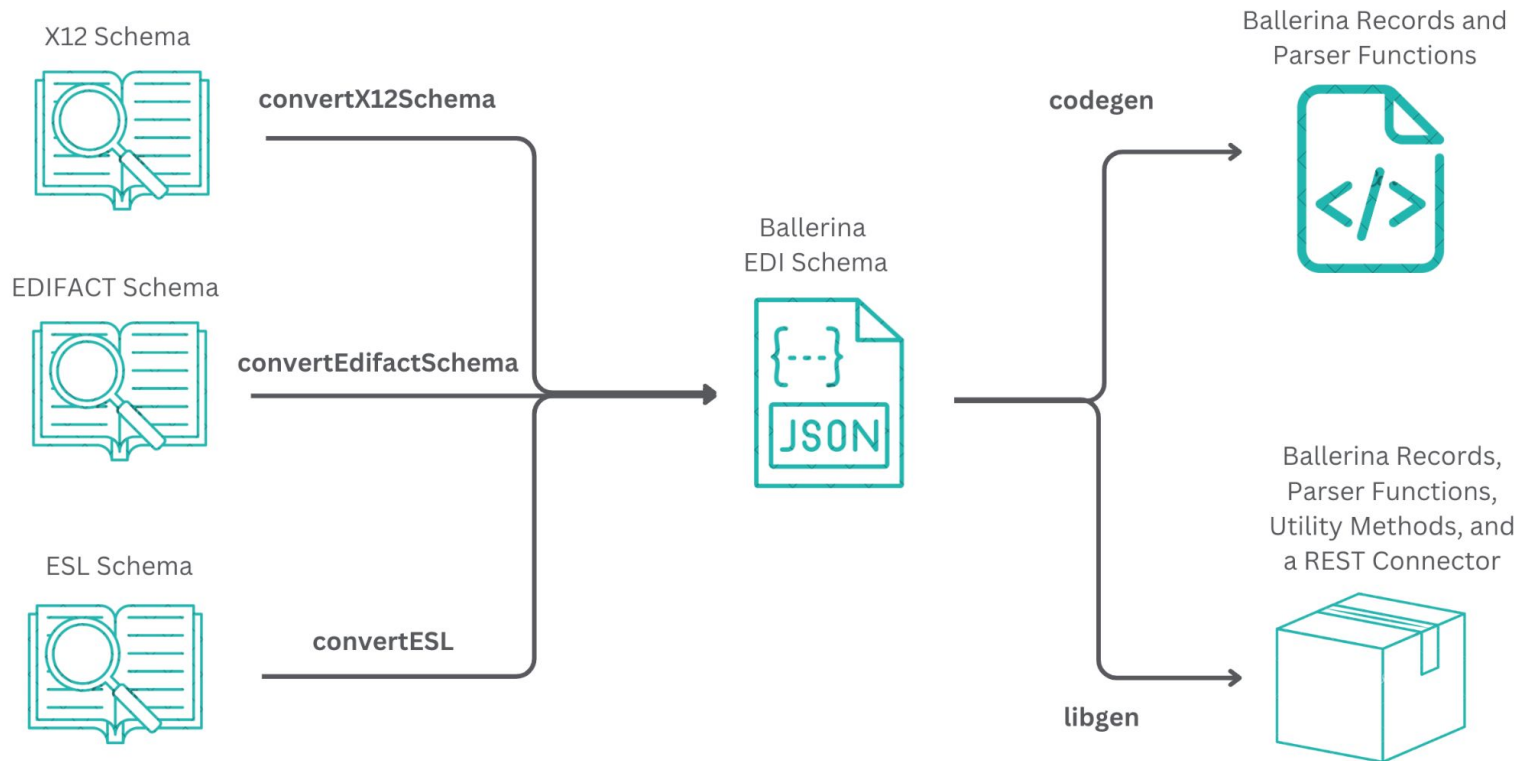 X12 Schema
convertX12Schema
EDIFACT Schema
convertEdifactSchema
ESL Schema
convertESL
Ballerina
EDI Schema
{---}
JSON
codegen
Ballerina Records and
Parser Functions
</>
Ballerina Records,
Parser Functions,
Utility Methods, and
a REST Connector
libgen